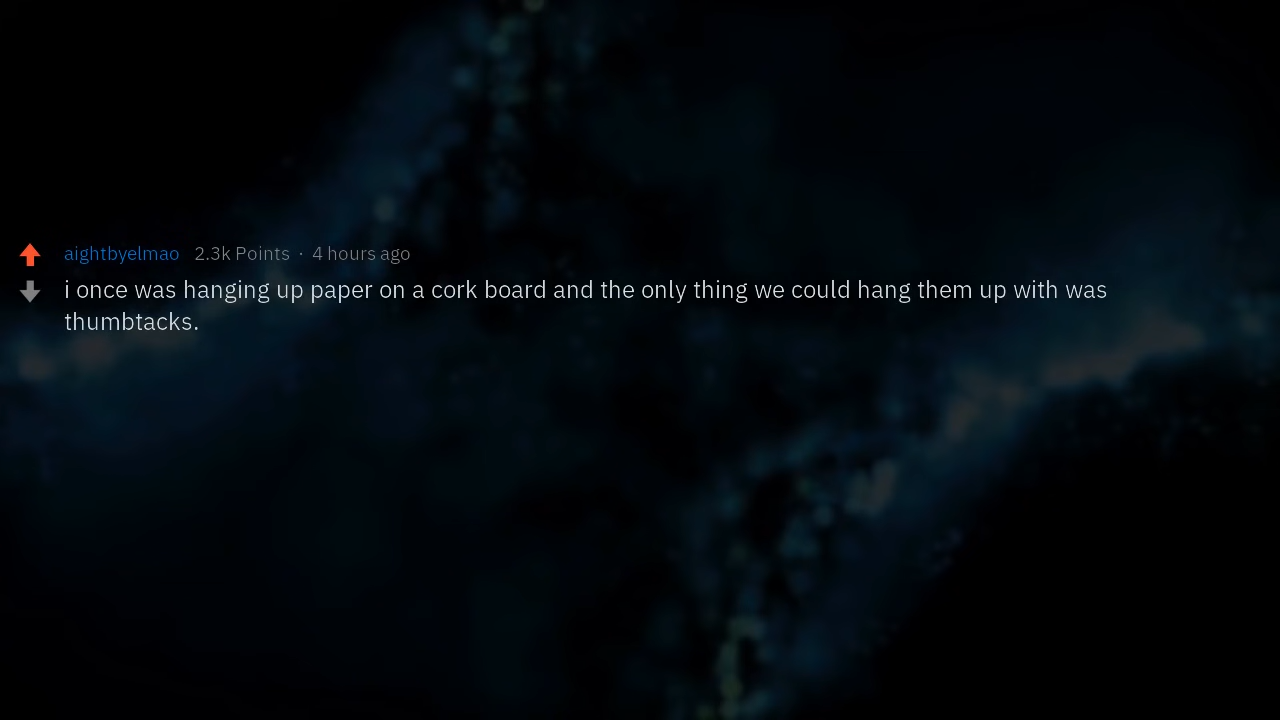 aightbyelmao 2.3k Points · 4 hours ago
i once was hanging up paper on a cork board and the only thing we could hang them up with was
thumbtacks.